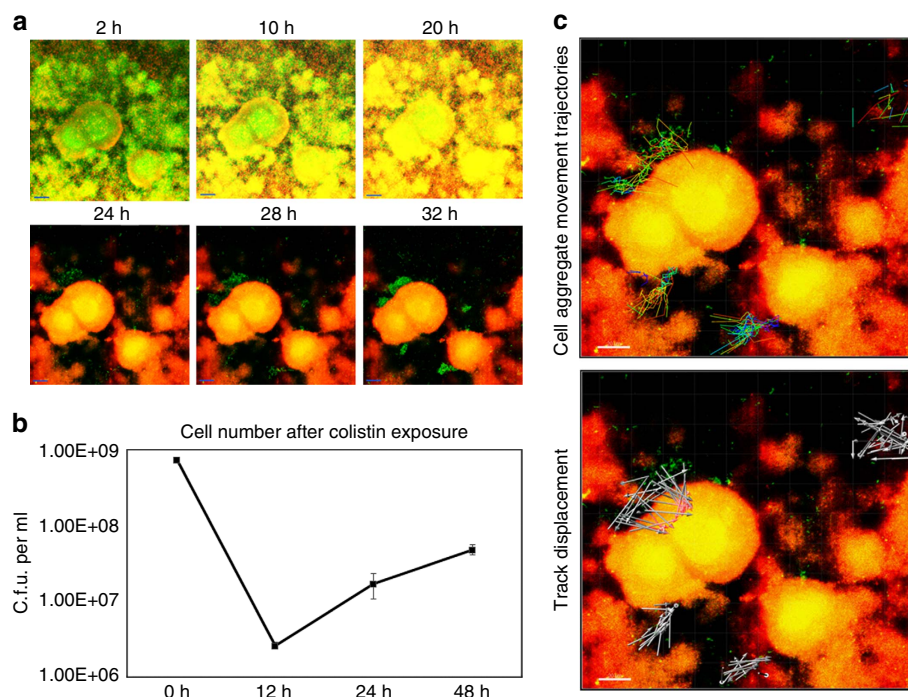 a
2 h 10 h 20 h
24 h 28 h 32 h
b
Cell number after colistin exposure
C.f.u. per ml
1.00E+09
1.00E+08
1.00E+07
1.00E+06
0 h 12 h 24 h 48 h
c
Cell aggregate movement trajectories
Track displacement